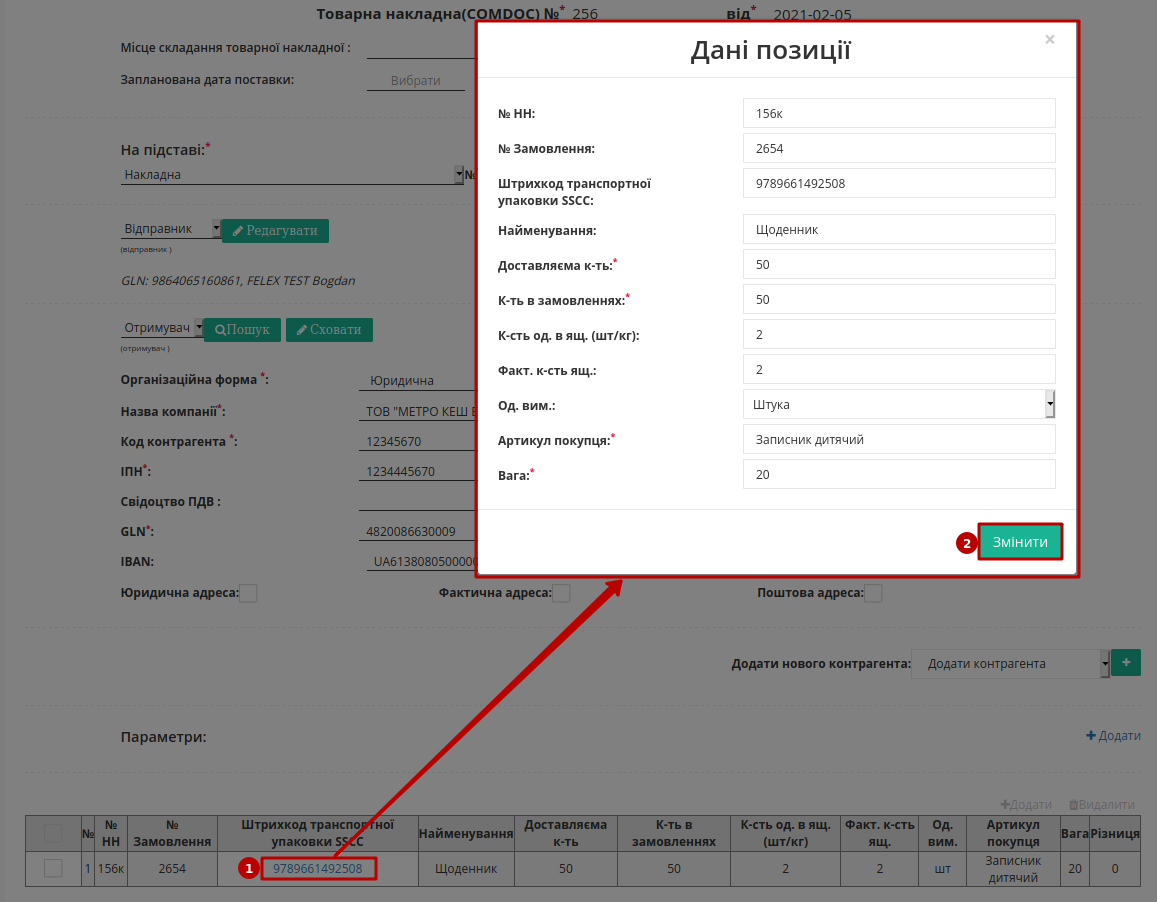 Товарна накладна(COMDOC) №* 256 від* 2021-02-05
Місце складання товарної накладної :
Запланована дата поставки: Вибрати
На підставі:*
Накладна №
Відправник Редагувати
(відправник )
GLN: 9864065160861, FELEX TEST Bogdan
Отримувач Пошук Сховати
(отримувач )
Організаційна форма *: Юридична
Назва компанії*: ТОВ "МЕТРО КЕШ
Код контрагента *: 12345670
ІПН*: 1234445670
Свідоцтво ПДВ :
GLN*: 4820086630009
IBAN: UA6138080500000
Юридична адреса: Фактична адреса: Поштова адреса:
Дані позиції ×
№ НН: 156к
№ Замовлення: 2654
Штрихкод транспортної
упаковки SSCC: 9789661492508
Найменування: Щоденник
Доставляєма к-ть:* 50
К-ть в замовленнях:* 50
К-сть од. в ящ. (шт/кг): 2
Факт. к-сть ящ.: 2
Од. вим.: Штука
Артикул покупця:* Записник дитячий
Вага:* 20
2 Змінити
Додати нового контрагента: Додати контрагента +
Параметри: +Додати
+Додати Видалити
№ № НН № Замовлення Штрихкод транспортної упаковки SSCC Найменування Доставляєма к-ть К-ть в замовленнях К-сть од. в ящ. (шт/кг) Факт. к-сть ящ. Од. вим. Артикул покупця Вага Різниця
1 156к 2654 1 9789661492508 Щоденник 50 50 2 2 шт Записник дитячий 20 0